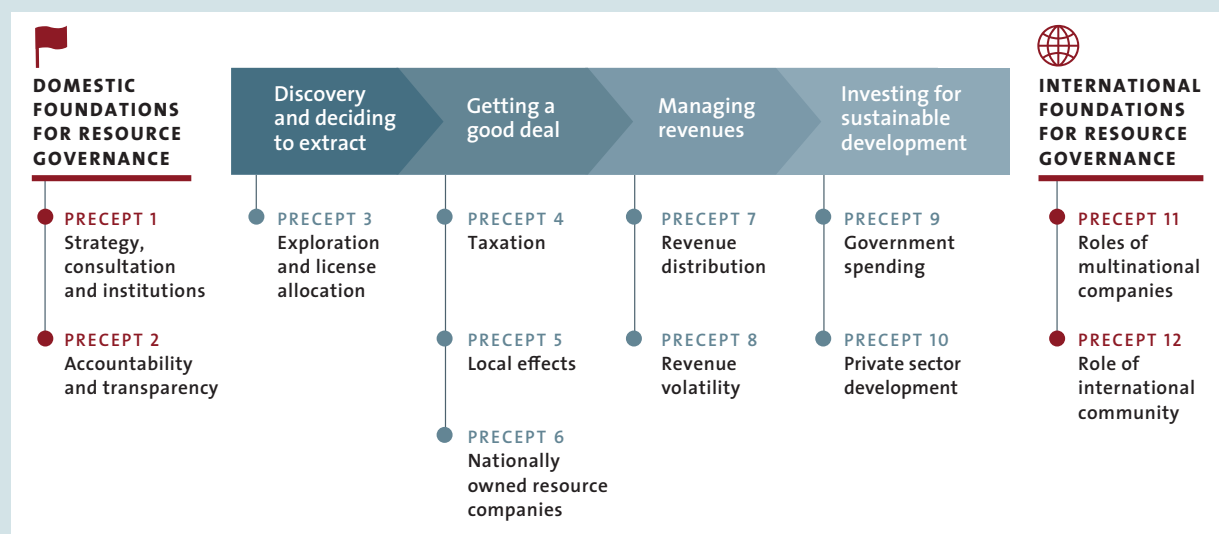 DOMESTIC
FOUNDATIONS
FOR RESOURCE
GOVERNANCE
PRECEPT 1
Strategy,
consultation
and institutions
PRECEPT 2
Accountability
and transparency
Discovery
and deciding
to extract
PRECEPT 3
Exploration
and license
allocation
Getting a
good deal
PRECEPT 4
Taxation
PRECEPT 5
Local effects
PRECEPT 6
Nationally
owned resource
companies
Managing
revenues
PRECEPT 7
Revenue
distribution
PRECEPT 8
Revenue
volatility
Investing for
sustainable
development
PRECEPT 9
Government
spending
PRECEPT 10
Private sector
development
INTERNATIONAL
FOUNDATIONS
FOR RESOURCE
GOVERNANCE
PRECEPT 11
Roles of
multinational
companies
PRECEPT 12
Role of
international
community